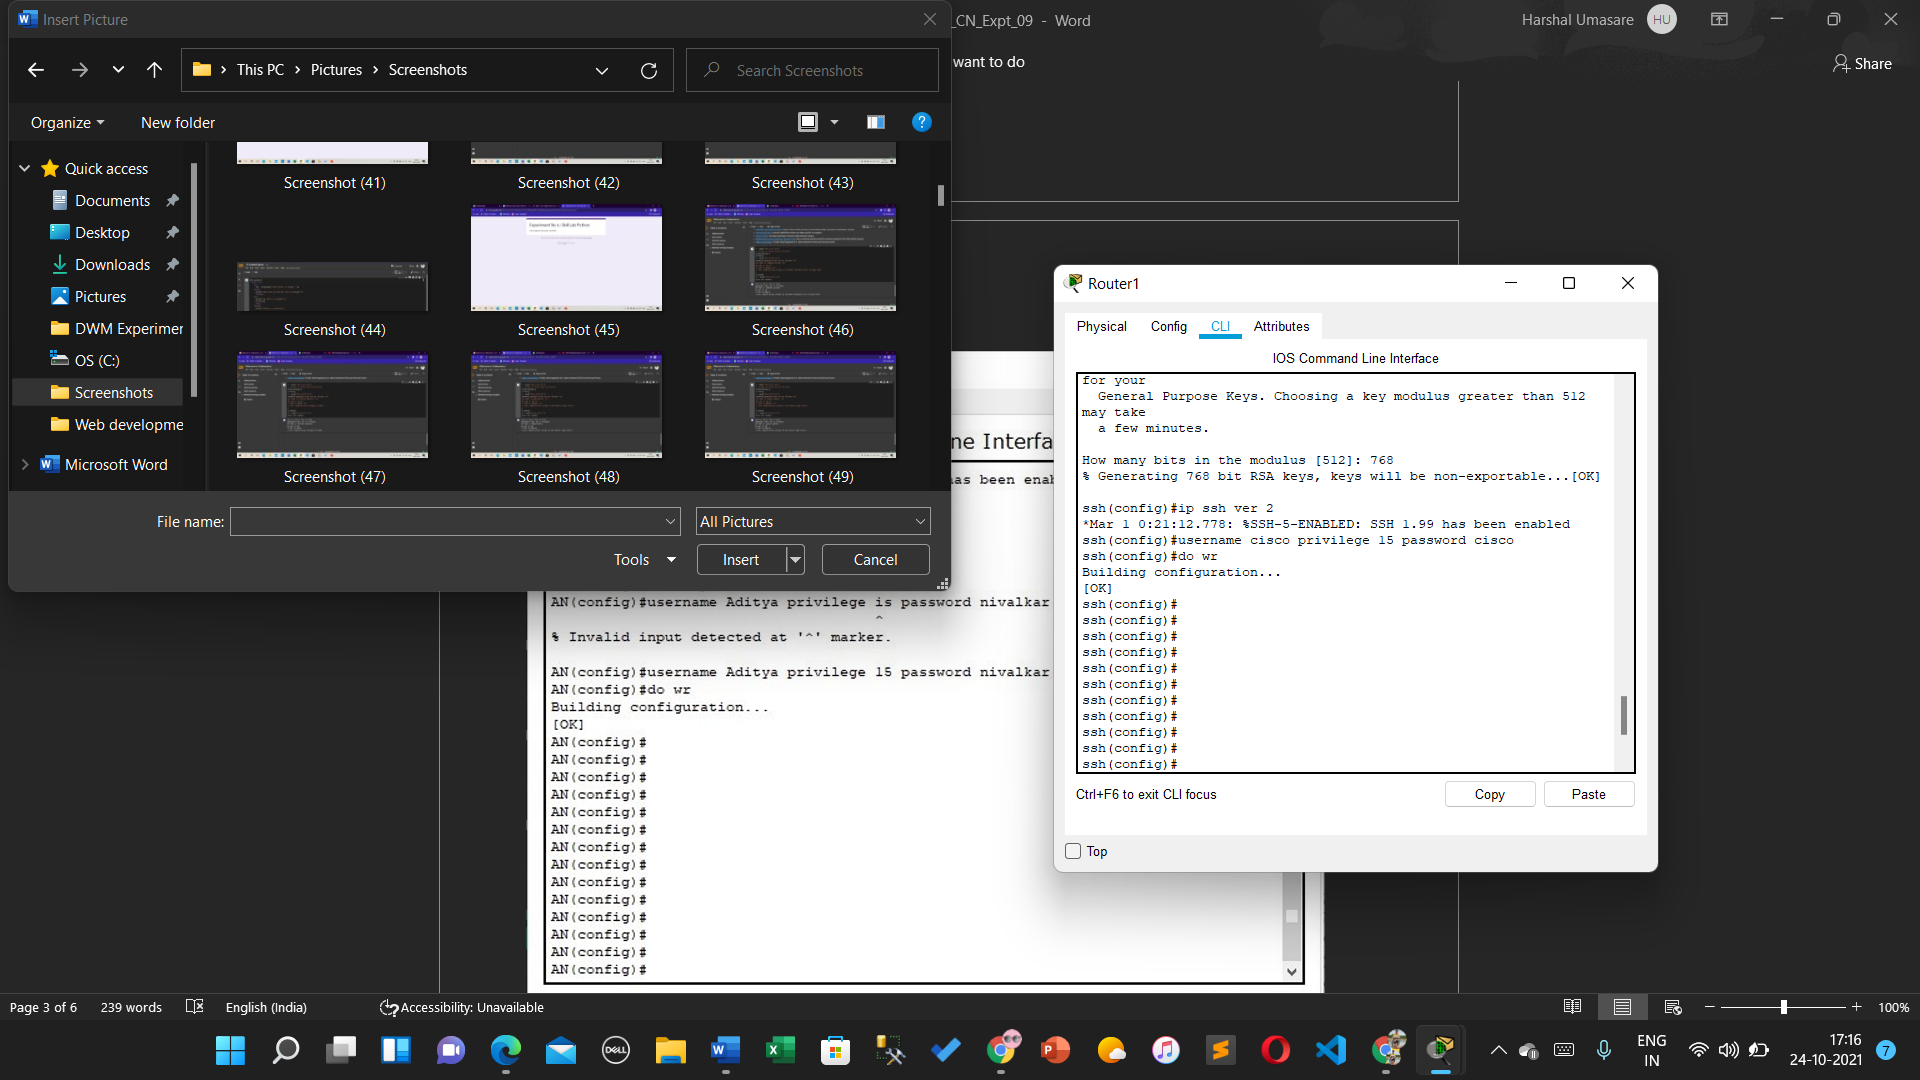 Insert Picture
_CN_Expt_09 - Word
Harshal Umasare
HU
This PC
Pictures
Screenshots
Search Screenshots
want to do
Share
Organize
New folder
Quick access
Documents
Desktop
Downloads
Pictures
DWM Experimer
OS (C:)
Screenshots
Web developme
Microsoft Word
Screenshot (41)
Screenshot (42)
Screenshot (43)
Screenshot (44)
Screenshot (45)
Screenshot (46)
Screenshot (47)
Screenshot (48)
Screenshot (49)
File name:
All Pictures
Tools
Insert
Cancel
ne Interfa
as been enab
AN(config)#username Aditya privilege is password nivalkar
^
% Invalid input detected at '^' marker.
AN(config)#username Aditya privilege 15 password nivalkar
AN(config)#do wr
Building configuration...
[OK]
AN(config)#
AN(config)#
AN(config)#
AN(config)#
AN(config)#
AN(config)#
AN(config)#
AN(config)#
AN(config)#
AN(config)#
AN(config)#
AN(config)#
AN(config)#
AN(config)#
Router1
Physical
Config
CLI
Attributes
IOS Command Line Interface
for your
General Purpose Keys. Choosing a key modulus greater than 512
may take
a few minutes.
How many bits in the modulus [512]: 768
% Generating 768 bit RSA keys, keys will be non-exportable...[OK]
ssh(config)#ip ssh ver 2
*Mar 1 0:21:12.778: %SSH-5-ENABLED: SSH 1.99 has been enabled
ssh(config)#username cisco privilege 15 password cisco
ssh(config)#do wr
Building configuration...
[OK]
ssh(config)#
ssh(config)#
ssh(config)#
ssh(config)#
ssh(config)#
ssh(config)#
ssh(config)#
ssh(config)#
ssh(config)#
ssh(config)#
ssh(config)#
Ctrl+F6 to exit CLI focus
Copy
Paste
Top
Page 3 of 6
239 words
English (India)
Accessibility: Unavailable
100%
DELL
ENG
IN
17:16
24-10-2021
7